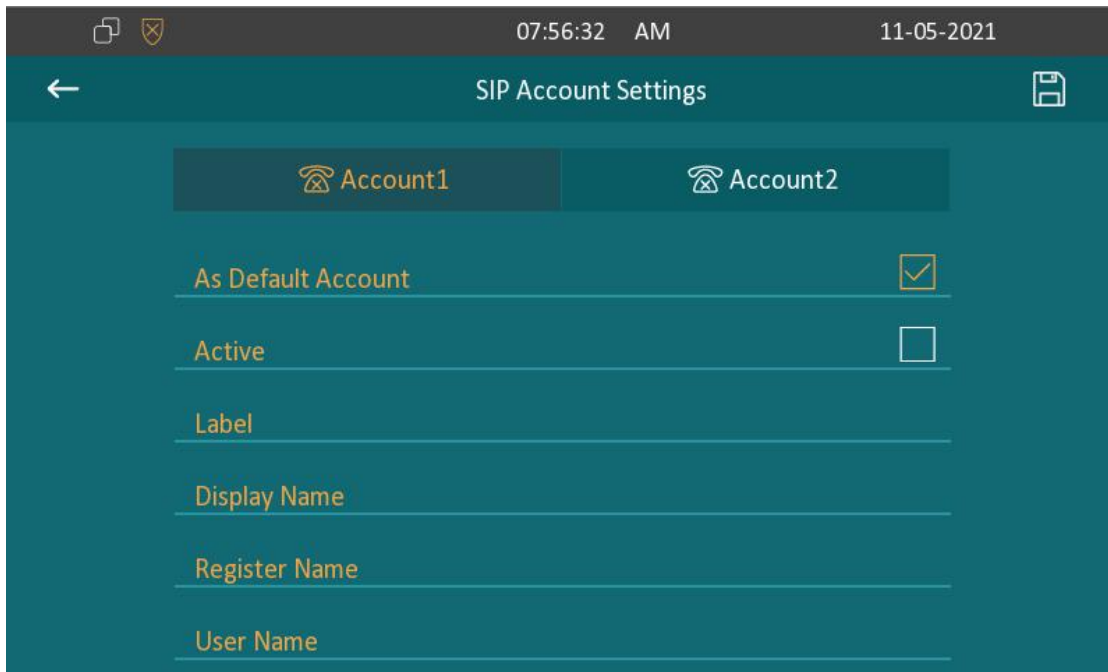 07:56:32 AM 11-05-2021
SIP Account Settings
Account1 Account2
As Default Account
Active
Label
Display Name
Register Name
User Name